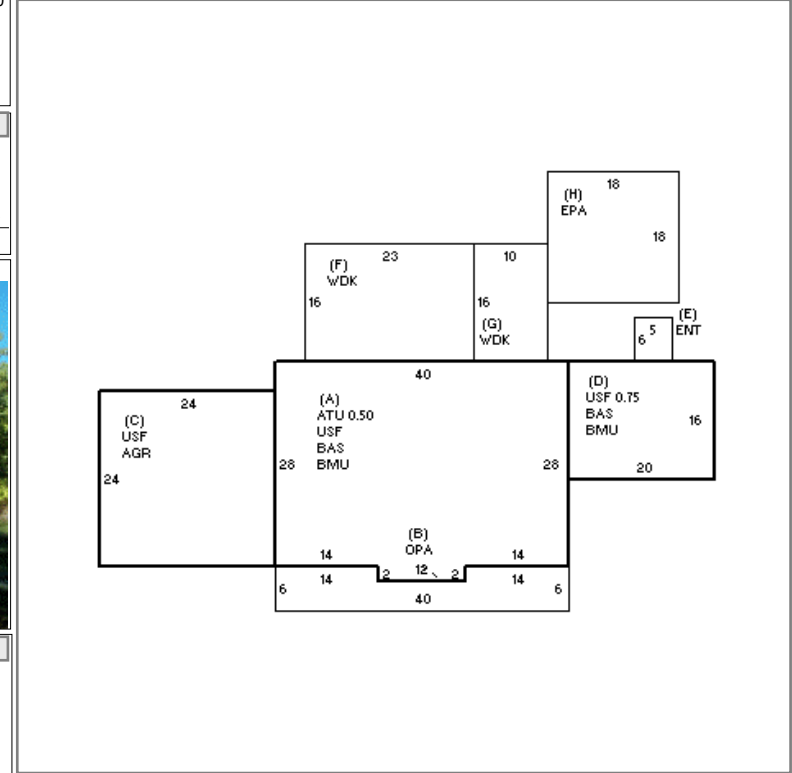 18
(H)
EPA
18
23
10
(F)
WDK
16
16
(G)
WDK
(E)
ENT
5
6
40
24
(A)
ATU 0.50
USF
BAS
BMU
(D)
USF 0.75
BAS
BMU
16
(C)
USF
AGR
24
28
28
20
(B)
OPA
14
14
2
12
2
14
14
6
6
40